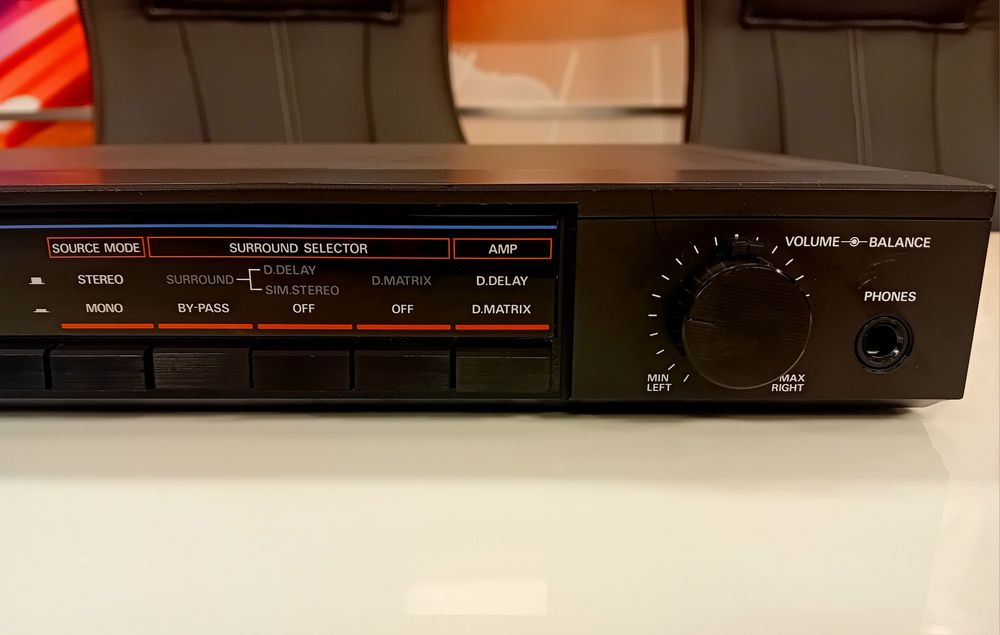 SOURCE MODE SURROUND SELECTOR AMP
STEREO SURROUND D.DELAY SIM.STEREO D.MATRIX D.DELAY
MONO BY-PASS OFF OFF D.MATRIX
VOLUME BALANCE
PHONES
MIN MAX
LEFT RIGHT